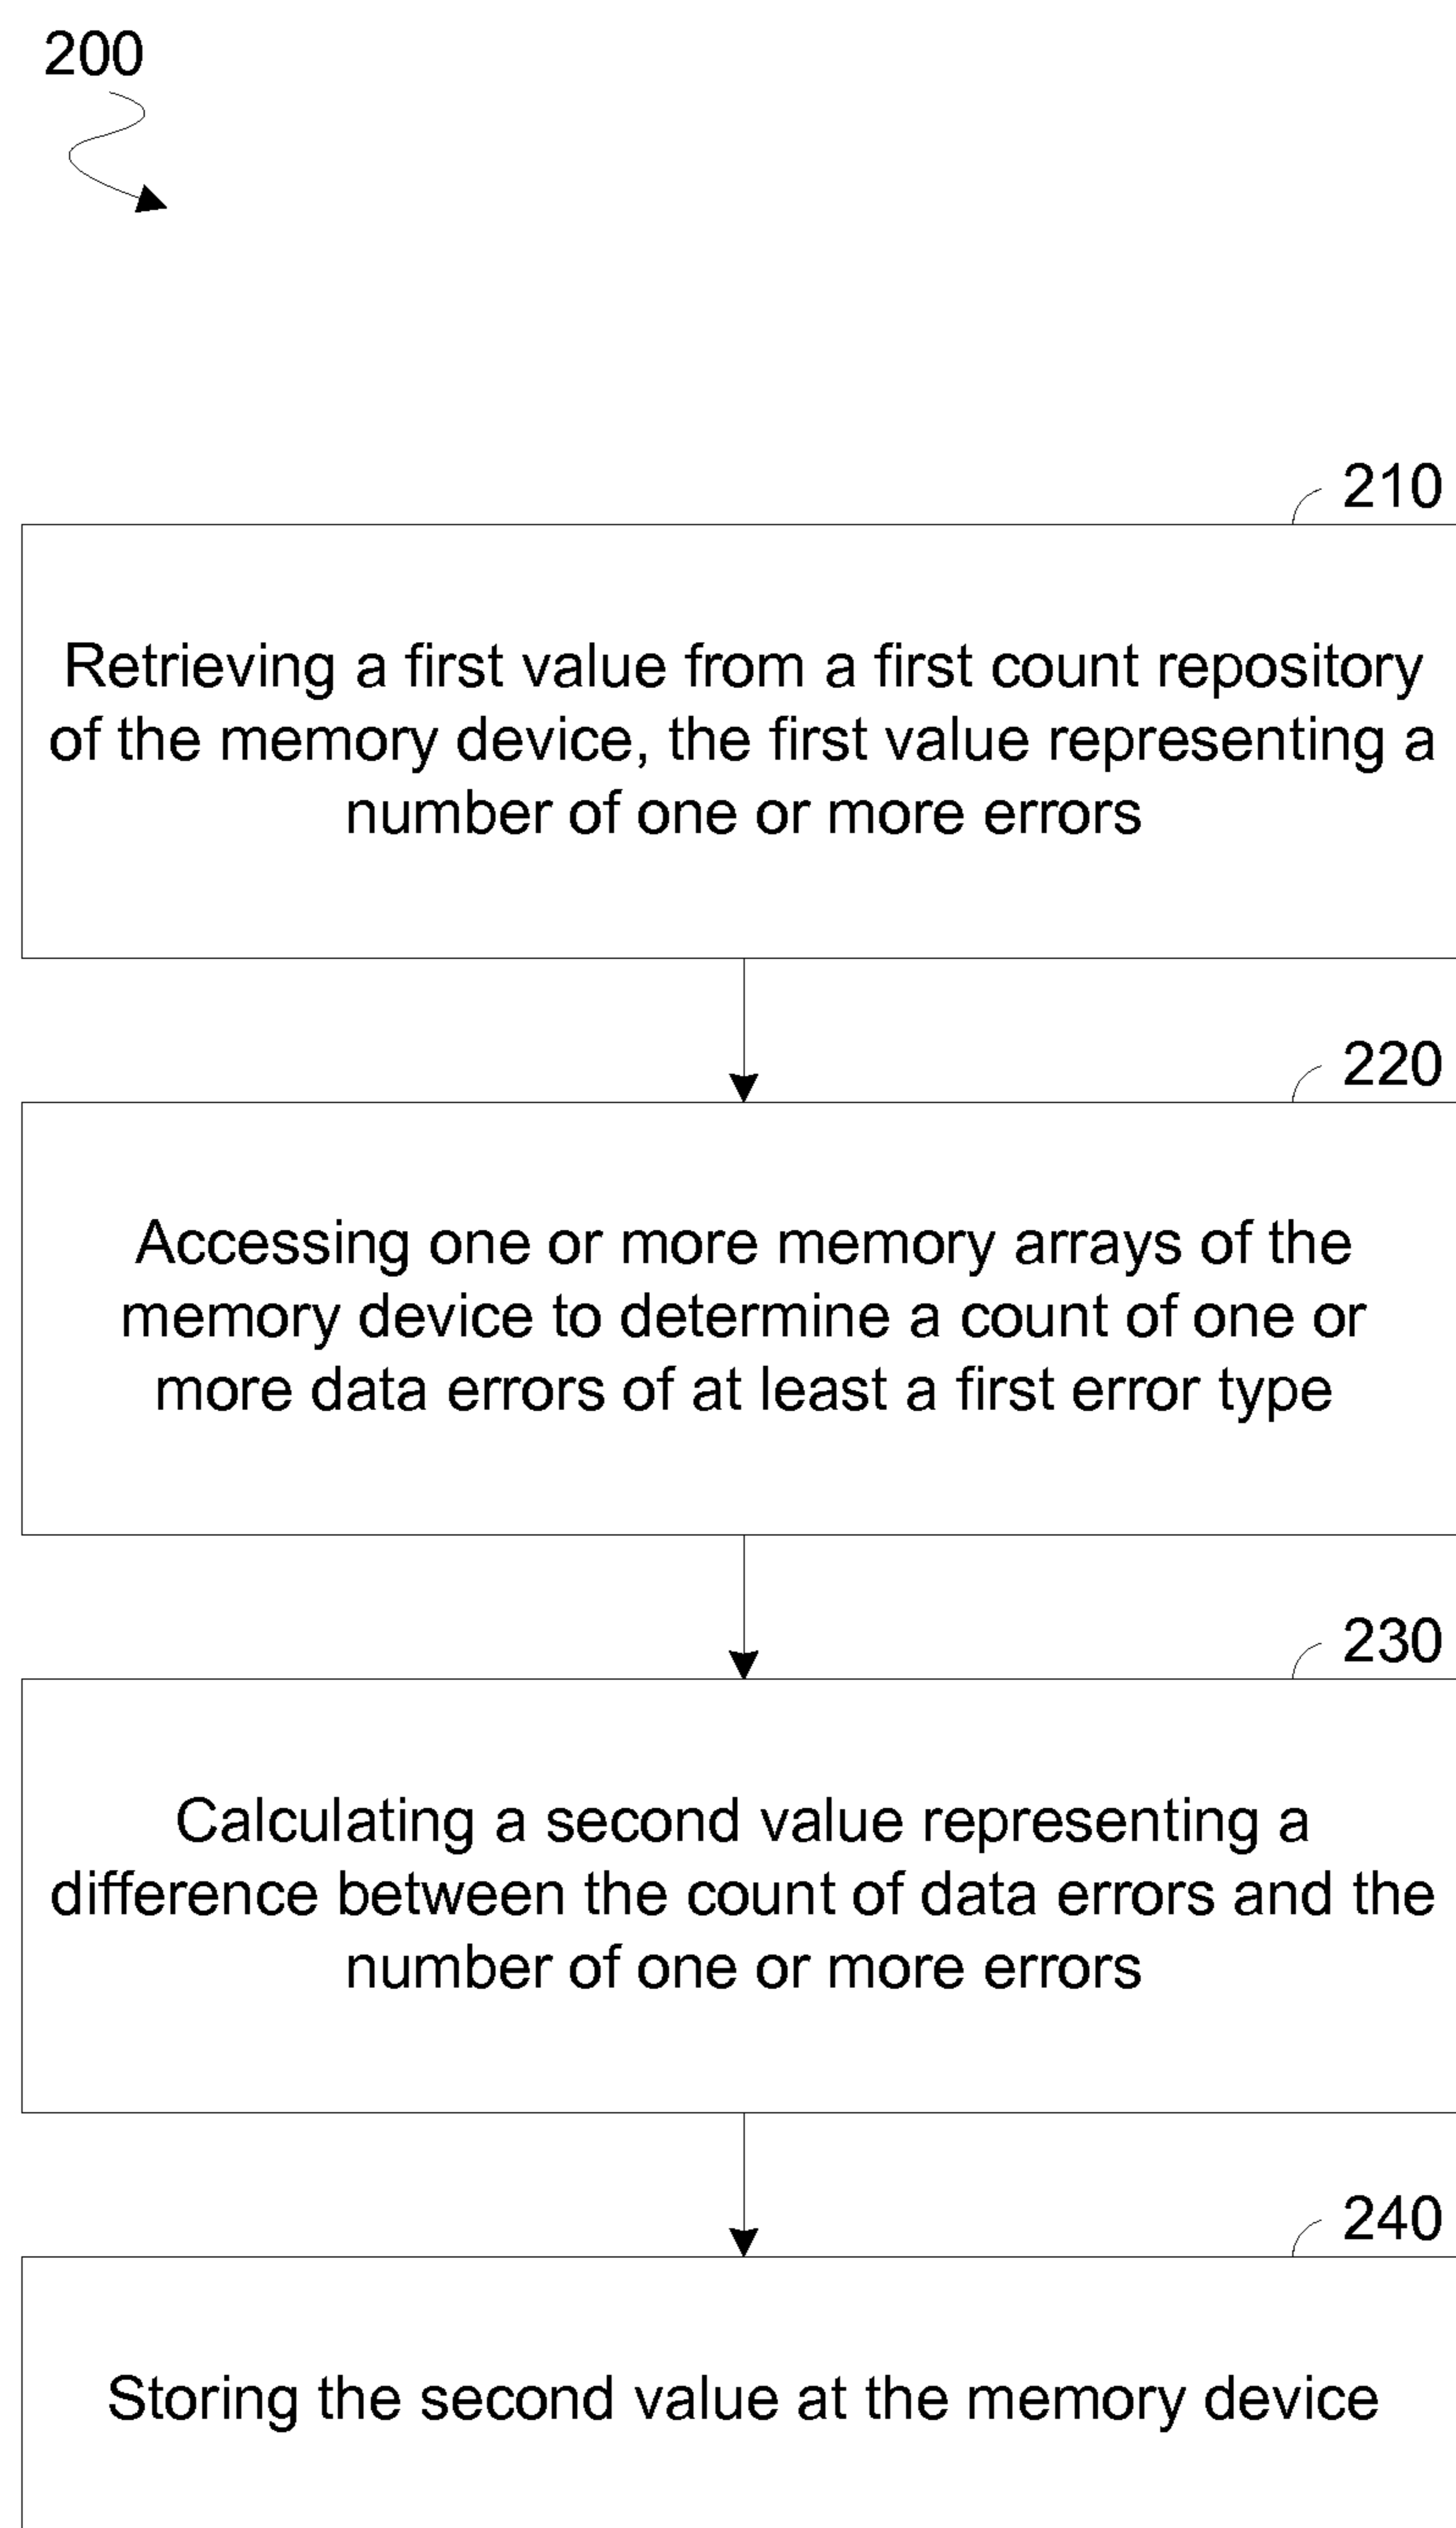 200
210
Retrieving a first value from a first count repository
of the memory device, the first value representing a
number of one or more errors
220
Accessing one or more memory arrays of the
memory device to determine a count of one or
more data errors of at least a first error type
230
Calculating a second value representing a
difference between the count of data errors and the
number of one or more errors
240
Storing the second value at the memory device